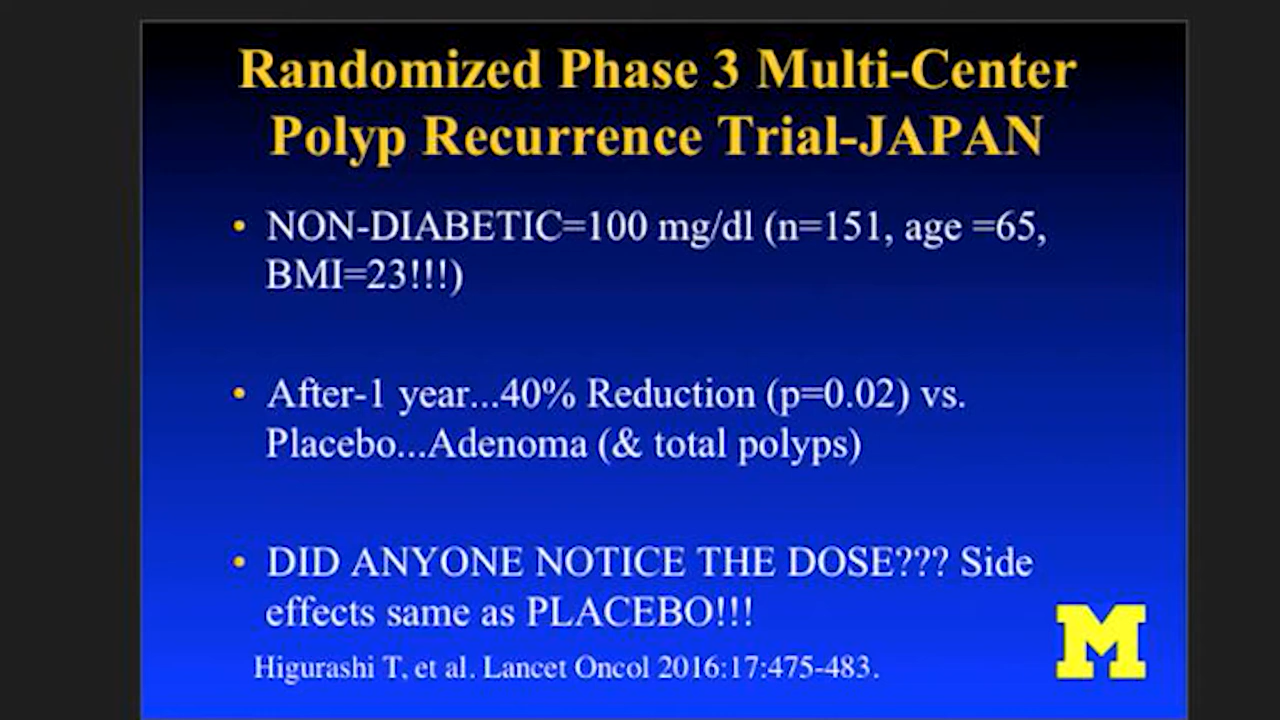 Randomized Phase 3 Multi-Center
Polyp Recurrence Trial-JAPAN
• NON-DIABETIC=100 mg/dl (n=151, age =65,
BMI=23!!!)
• After-1 year...40% Reduction (p=0.02) vs.
Placebo...Adenoma (& total polyps)
• DID ANYONE NOTICE THE DOSE??? Side
effects same as PLACEBO!!!
Higurashi T, et al. Lancet Oncol 2016:17:475-483.
M